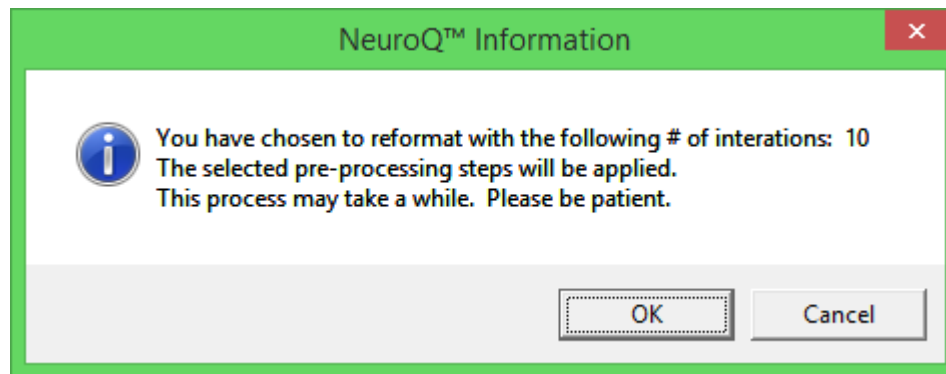 NeuroQ™ Information
You have chosen to reformat with the following # of interations:  10
The selected pre-processing steps will be applied.
This process may take a while.  Please be patient.
OK
Cancel